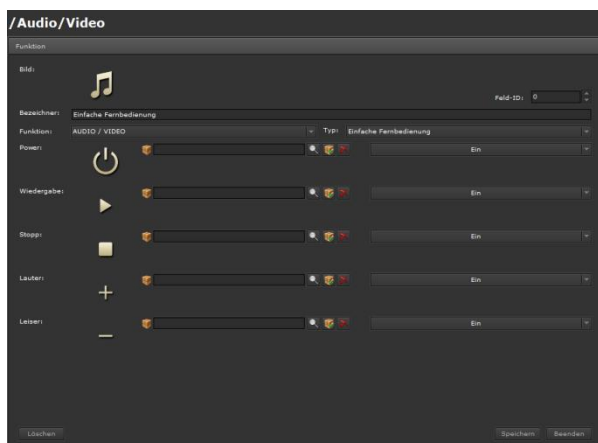 /Audio/Video
Funktion
Bild:
Feld-ID: 0
Bezeichner: Einfache Fernbedienung
Funktion: AUDIO / VIDEO Typ: Einfache Fernbedienung
Power: Ein
Wiedergabe: Ein
Stopp: Ein
Lauter: Ein
Leiser: Ein
Löschen Speichern Beenden